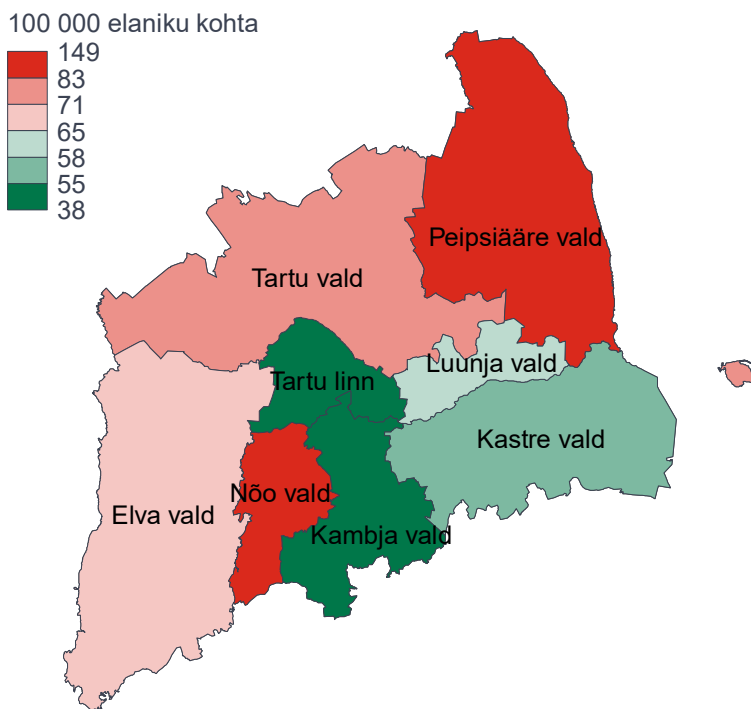 100 000 elaniku kohta
149
83
71
65
58
55
38
Peipsiääre vald
Tartu vald
Luunja vald
Tartu linn
Kastre vald
Nõo vald
Elva vald
Kambja vald